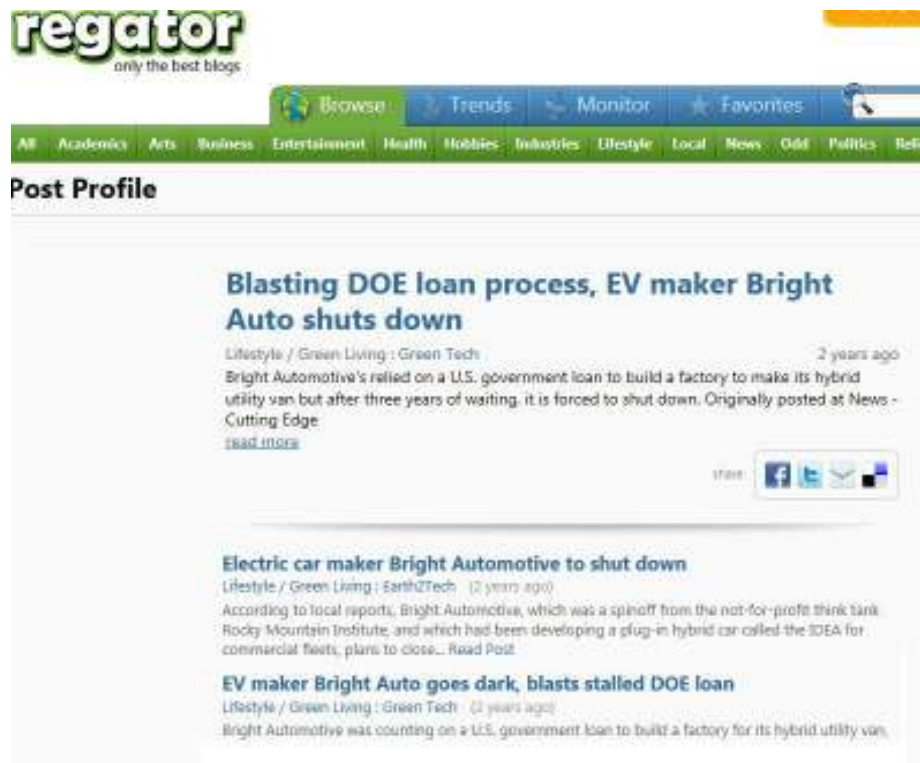 regator
only the best blogs
Browse Trends Monitor Favorites
All Academics Arts Business Entertainment Health Hobbies Industries Lifestyle Local News Odd Politics
Post Profile
Blasting DOE loan process, EV maker Bright
Auto shuts down
Lifestyle / Green Living : Green Tech 2 years ago
Bright Automotive's relied on a U.S. government loan to build a factory to make its hybrid
utility van but after three years of waiting, it is forced to shut down. Originally posted at News -
Cutting Edge
read more
share:
Electric car maker Bright Automotive to shut down
Lifestyle / Green Living : Earth2Tech (2 years ago)
According to local reports, Bright Automotive, which was a spinoff from the not-for-profit think tank
Rocky Mountain Institute, and which had been developing a plug-in hybrid car called the IDEA for
commercial fleets, plans to close... Read Post
EV maker Bright Auto goes dark, blasts stalled DOE loan
Lifestyle / Green Living : Green Tech (2 years ago)
Bright Automotive was counting on a U.S. government loan to build a factory for its hybrid utility van,